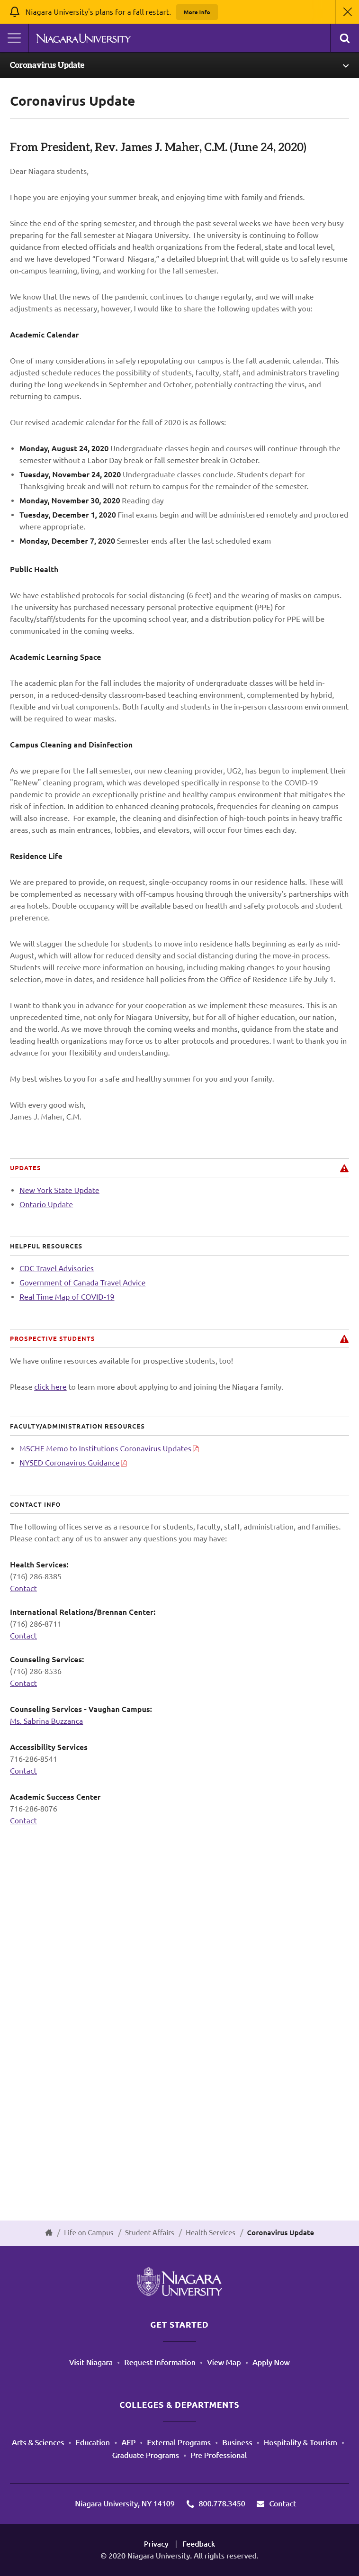 Niagara University's plans for a fall restart. More Info
NIAGARA UNIVERSITY
Coronavirus Update
Coronavirus Update
From President, Rev. James J. Maher, C.M. (June 24, 2020)
Dear Niagara students,
I hope you are enjoying your summer break, and enjoying time with family and friends.
Since the end of the spring semester, and through the past several weeks we have been very busy
preparing for the fall semester at Niagara University. The university is continuing to follow
guidance from elected officials and health organizations from the federal, state and local level,
and we have developed “Forward  Niagara,” a detailed blueprint that will guide us to safely resume
on-campus learning, living, and working for the fall semester.
We know that the news of the pandemic continues to change regularly, and we will make
adjustments as necessary, however, I would like to share the following updates with you:
Academic Calendar
One of many considerations in safely repopulating our campus is the fall academic calendar. This
adjusted schedule reduces the possibility of students, faculty, staff, and administrators traveling
during the long weekends in September and October, potentially contracting the virus, and
returning to campus.
Our revised academic calendar for the fall of 2020 is as follows:
• Monday, August 24, 2020 Undergraduate classes begin and courses will continue through the
semester without a Labor Day break or fall semester break in October.
• Tuesday, November 24, 2020 Undergraduate classes conclude. Students depart for
Thanksgiving break and will not return to campus for the remainder of the semester.
• Monday, November 30, 2020 Reading day
• Tuesday, December 1, 2020 Final exams begin and will be administered remotely and proctored
where appropriate.
• Monday, December 7, 2020 Semester ends after the last scheduled exam
Public Health
We have established protocols for social distancing (6 feet) and the wearing of masks on campus.
The university has purchased necessary personal protective equipment (PPE) for
faculty/staff/students for the upcoming school year, and a distribution policy for PPE will be
communicated in the coming weeks.
Academic Learning Space
The academic plan for the fall includes the majority of undergraduate classes will be held in-
person, in a reduced-density classroom-based teaching environment, complemented by hybrid,
flexible and virtual components. Both faculty and students in the in-person classroom environment
will be required to wear masks.
Campus Cleaning and Disinfection
As we prepare for the fall semester, our new cleaning provider, UG2, has begun to implement their
"ReNew" cleaning program, which was developed specifically in response to the COVID-19
pandemic to provide an exceptionally pristine and healthy campus environment that mitigates the
risk of infection. In addition to enhanced cleaning protocols, frequencies of cleaning on campus will
also increase.  For example, the cleaning and disinfection of high-touch points in heavy traffic
areas, such as main entrances, lobbies, and elevators, will occur four times each day.
Residence Life
We are prepared to provide, on request, single-occupancy rooms in our residence halls. These will
be complemented as necessary with off-campus housing through the university’s partnerships with
area hotels. Double occupancy will be available based on health and safety protocols and student
preference.
We will stagger the schedule for students to move into residence halls beginning as early as mid-
August, which will allow for reduced density and social distancing during the move-in process.
Students will receive more information on housing, including making changes to your housing
selection, move-in dates, and residence hall policies from the Office of Residence Life by July 1.
I want to thank you in advance for your cooperation as we implement these measures. This is an
unprecedented time, not only for Niagara University, but for all of higher education, our nation,
and the world. As we move through the coming weeks and months, guidance from the state and
leading health organizations may force us to alter protocols and procedures. I want to thank you in
advance for your flexibility and understanding.
My best wishes to you for a safe and healthy summer for you and your family.
With every good wish,
James J. Maher, C.M.
UPDATES
• New York State Update
• Ontario Update
HELPFUL RESOURCES
• CDC Travel Advisories
• Government of Canada Travel Advice
• Real Time Map of COVID-19
PROSPECTIVE STUDENTS
We have online resources available for prospective students, too!
Please click here to learn more about applying to and joining the Niagara family.
FACULTY/ADMINISTRATION RESOURCES
• MSCHE Memo to Institutions Coronavirus Updates
• NYSED Coronavirus Guidance
CONTACT INFO
The following offices serve as a resource for students, faculty, staff, administration, and families.
Please contact any of us to answer any questions you may have:
Health Services:
(716) 286-8385
Contact
International Relations/Brennan Center:
(716) 286-8711
Contact
Counseling Services:
(716) 286-8536
Contact
Counseling Services - Vaughan Campus:
Ms. Sabrina Buzzanca
Accessibility Services
716-286-8541
Contact
Academic Success Center
716-286-8076
Contact
/ Life on Campus / Student Affairs / Health Services / Coronavirus Update
NIAGARA
UNIVERSITY
GET STARTED
Visit Niagara • Request Information • View Map • Apply Now
COLLEGES & DEPARTMENTS
Arts & Sciences • Education • AEP • External Programs • Business • Hospitality & Tourism •
Graduate Programs • Pre Professional
Niagara University, NY 14109 800.778.3450 Contact
Privacy | Feedback
© 2020 Niagara University. All rights reserved.